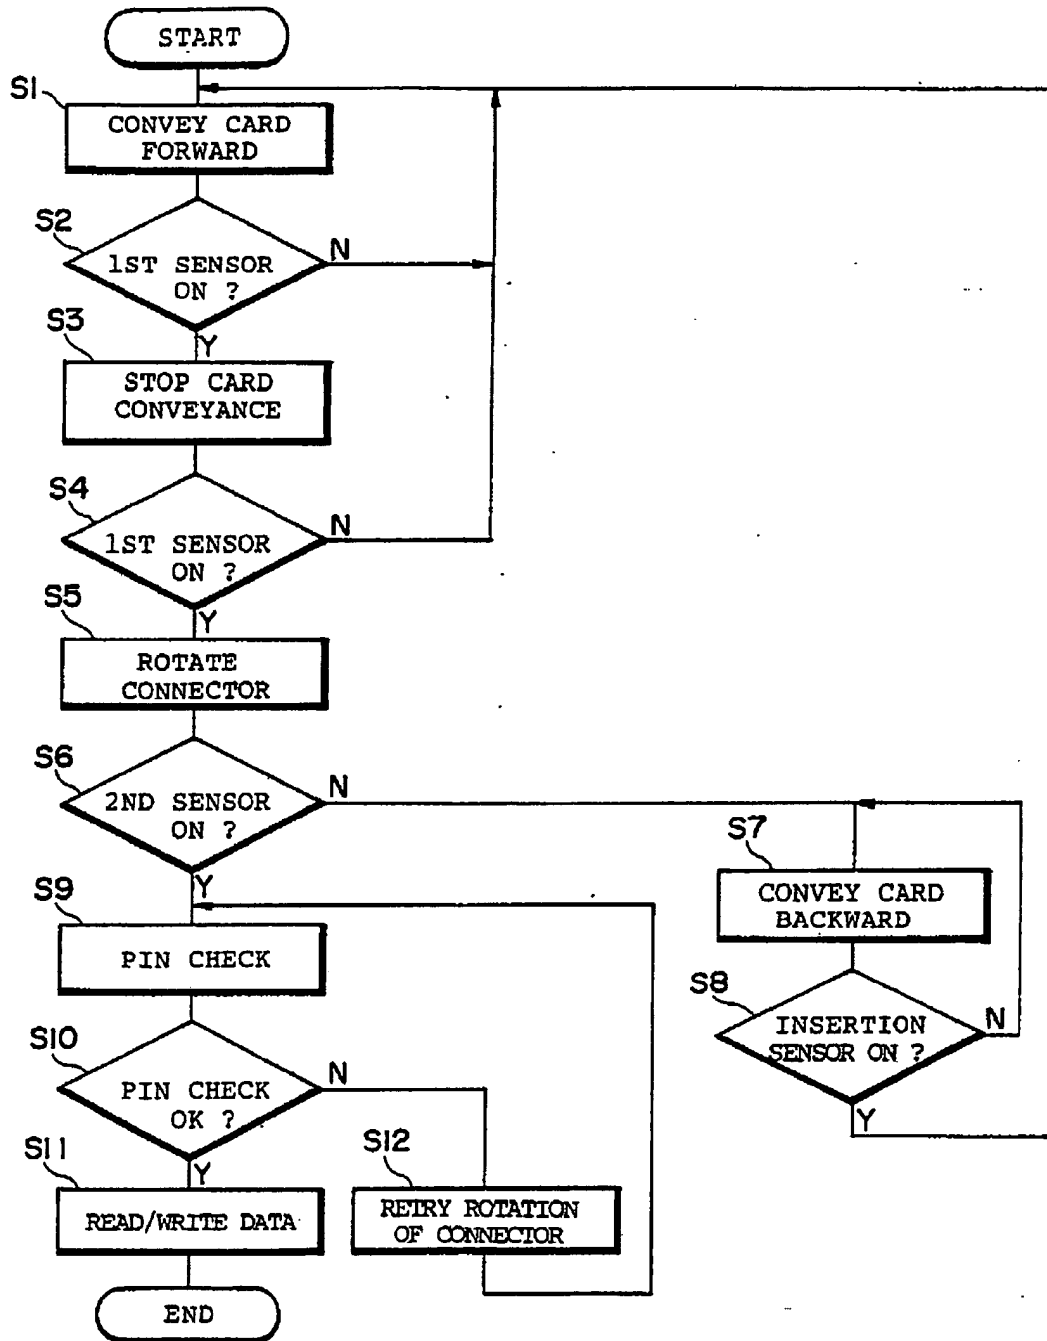 START
S1
CONVEY CARD
FORWARD
S2
1ST SENSOR
ON ?
N
Y
S3
STOP CARD
CONVEYANCE
S4
1ST SENSOR
ON ?
N
Y
S5
ROTATE
CONNECTOR
S6
2ND SENSOR
ON ?
N
Y
S7
CONVEY CARD
BACKWARD
S8
INSERTION
SENSOR ON ?
N
Y
S9
PIN CHECK
S10
PIN CHECK
OK ?
N
Y
S11
READ/WRITE DATA
S12
RETRY ROTATION
OF CONNECTOR
END